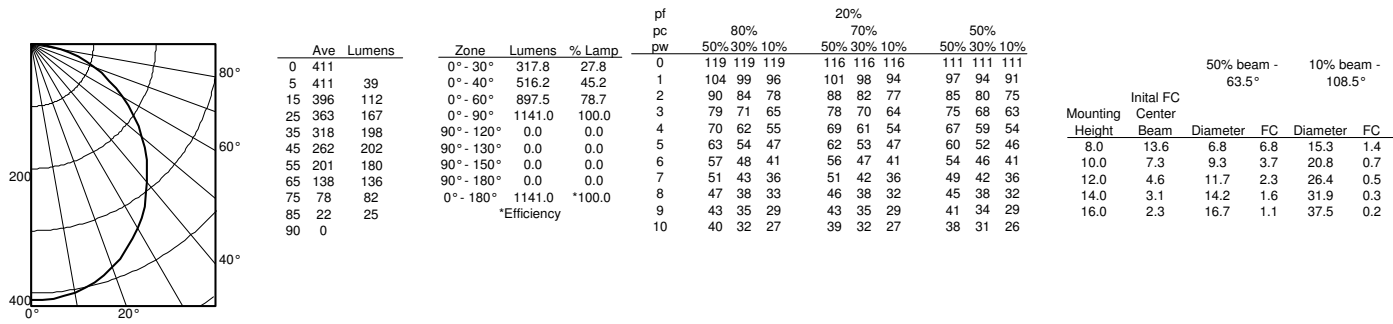 80°
60°
200
40°
400
0° 20°
Ave Lumens
0 411
5 411 39
15 396 112
25 363 167
35 318 198
45 262 202
55 201 180
65 138 136
75 78 82
85 22 25
90 0
Zone Lumens % Lamp
0° - 30° 317.8 27.8
0° - 40° 516.2 45.2
0° - 60° 897.5 78.7
0° - 90° 1141.0 100.0
90° - 120° 0.0 0.0
90° - 130° 0.0 0.0
90° - 150° 0.0 0.0
90° - 180° 0.0 0.0
0° - 180° 1141.0 *100.0
*Efficiency
pf 20%
pc 80% 70% 50%
pw 50% 30% 10% 50% 30% 10% 50% 30% 10%
0 119 119 119 116 116 116 111 111 111
1 104 99 96 101 98 94 97 94 91
2 90 84 78 88 82 77 85 80 75
3 79 71 65 78 70 64 75 68 63
4 70 62 55 69 61 54 67 59 54
5 63 54 47 62 53 47 60 52 46
6 57 48 41 56 47 41 54 46 41
7 51 43 36 51 42 36 49 42 36
8 47 38 33 46 38 32 45 38 32
9 43 35 29 43 35 29 41 34 29
10 40 32 27 39 32 27 38 31 26
50% beam - 10% beam -
63.5° 108.5°
Inital FC
Mounting Center
Height Beam Diameter FC Diameter FC
8.0 13.6 6.8 6.8 15.3 1.4
10.0 7.3 9.3 3.7 20.8 0.7
12.0 4.6 11.7 2.3 26.4 0.5
14.0 3.1 14.2 1.6 31.9 0.3
16.0 2.3 16.7 1.1 37.5 0.2